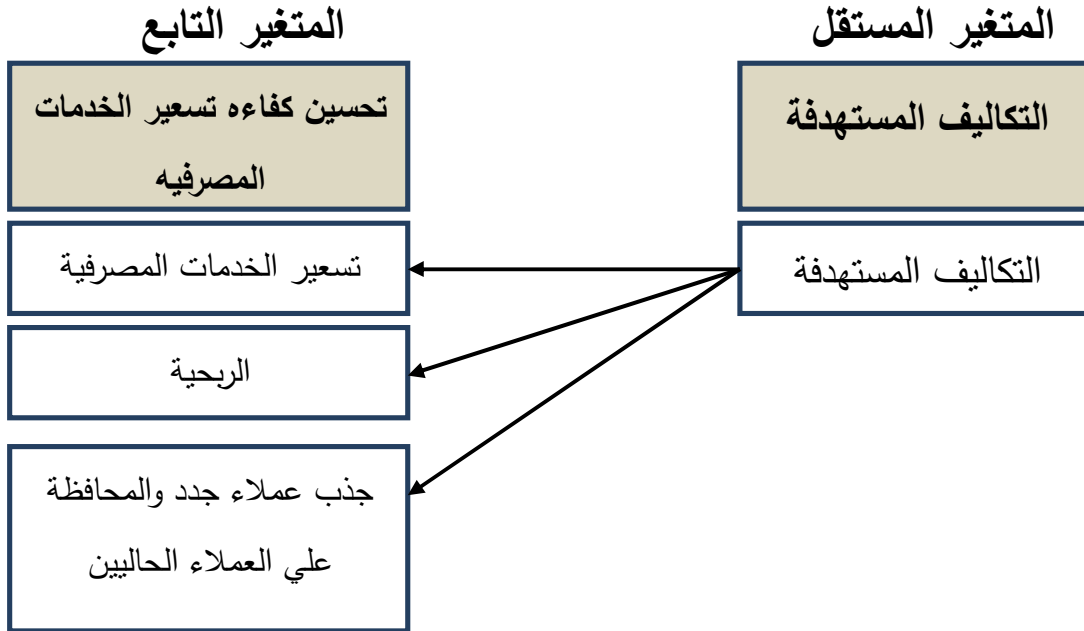 المتغير المستقل
المتغير التابع
التكاليف المستهدفة
تحسين كفاءه تسعير الخدمات
المصرفيه
التكاليف المستهدفة
تسعير الخدمات المصرفية
الربحية
جذب عملاء جدد والمحافظة
علي العملاء الحاليين